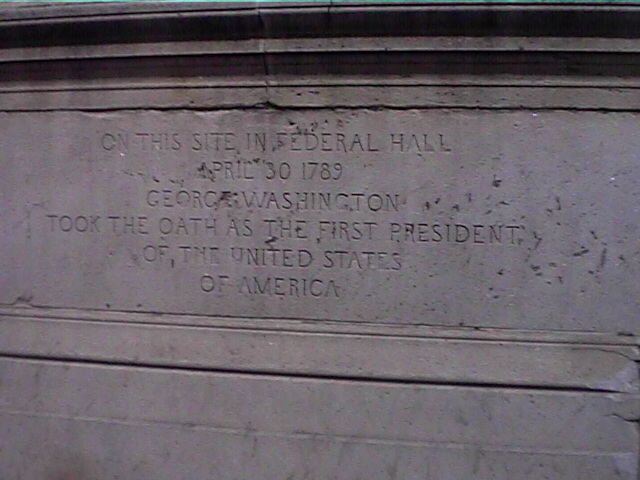 ON THIS SITE IN FEDERAL HALL
APRIL 30 1789
GEORGE WASHINGTON
TOOK THE OATH AS THE FIRST PRESIDENT
OF THE UNITED STATES
OF AMERICA